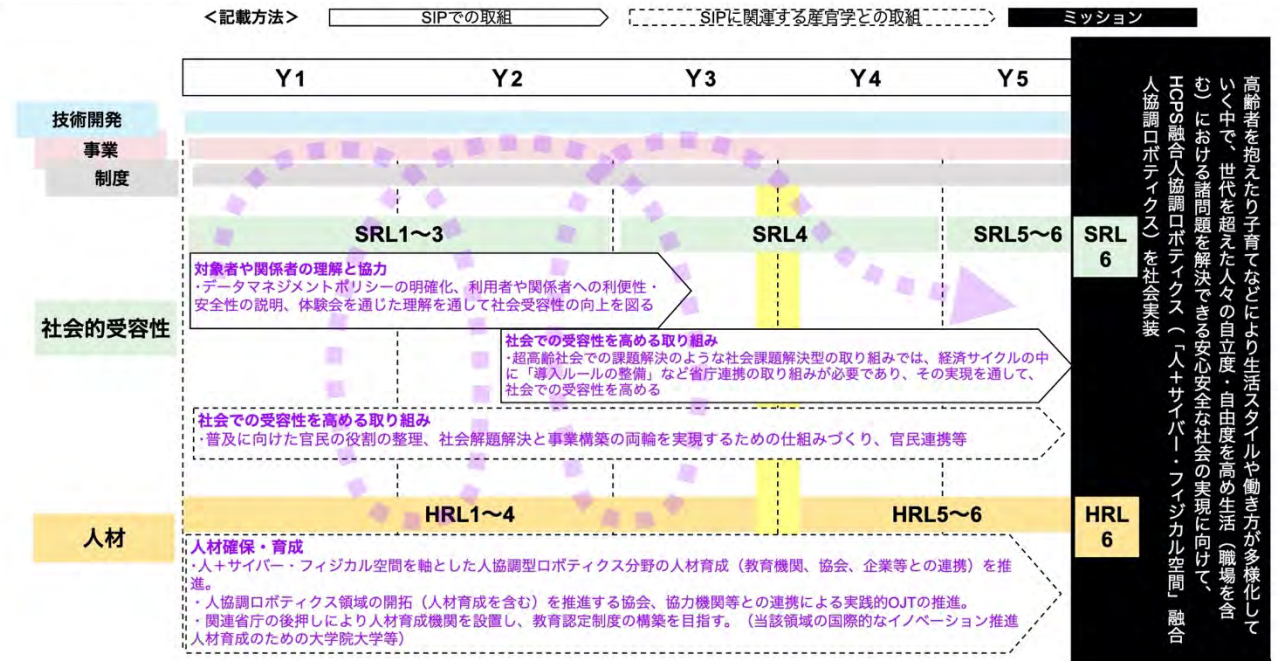 ＜記載方法＞
SIPでの取組
SIPに関連する産官学との取組
ミッション
Y1
Y2
Y3
Y4
Y5
技術開発
事業
制度
SRL1～3
SRL4
SRL5～6
SRL
6
社会的受容性
対象者や関係者の理解と協力
・データマネジメントポリシーの明確化、利用者や関係者への利便性・
安全性の説明、体験会を通じた理解を通して社会受容性の向上を図る
社会での受容性を高める取り組み
・超高齢社会での課題解決のような社会課題解決型の取り組みでは、経済サイクルの中
に「導入ルールの整備」など省庁連携の取り組みが必要であり、その実現を通して、
社会での受容性を高める
社会での受容性を高める取り組み
・普及に向けた官民の役割の整理、社会解題解決と事業構築の両輪を実現するための仕組みづくり、官民連携等
人材
HRL1～4
HRL5～6
HRL
6
人材確保・育成
・人＋サイバー・フィジカル空間を軸とした人協調型ロボティクス分野の人材育成（教育機関、協会、企業等との連携）を推
進。
・人協調ロボティクス領域の開拓（人材育成を含む）を推進する協会、協力機関等との連携による実践的OJTの推進。
・関連省庁の後押しにより人材育成機関を設置し、教育認定制度の構築を目指す。（当該領域の国際的なイノベーション推進
人材育成のための大学院大学等）
高齢者を抱えたり子育てなどにより生活スタイルや働き方が多様化して
いく中で、世代を超えた人々の自立度・自由度を高め生活（職場を含
む）における諸問題を解決できる安心安全な社会の実現に向けて、
HCPS融合人協調ロボティクス（「人＋サイバー・フィジカル空間」融合
人協調ロボティクス）を社会実装